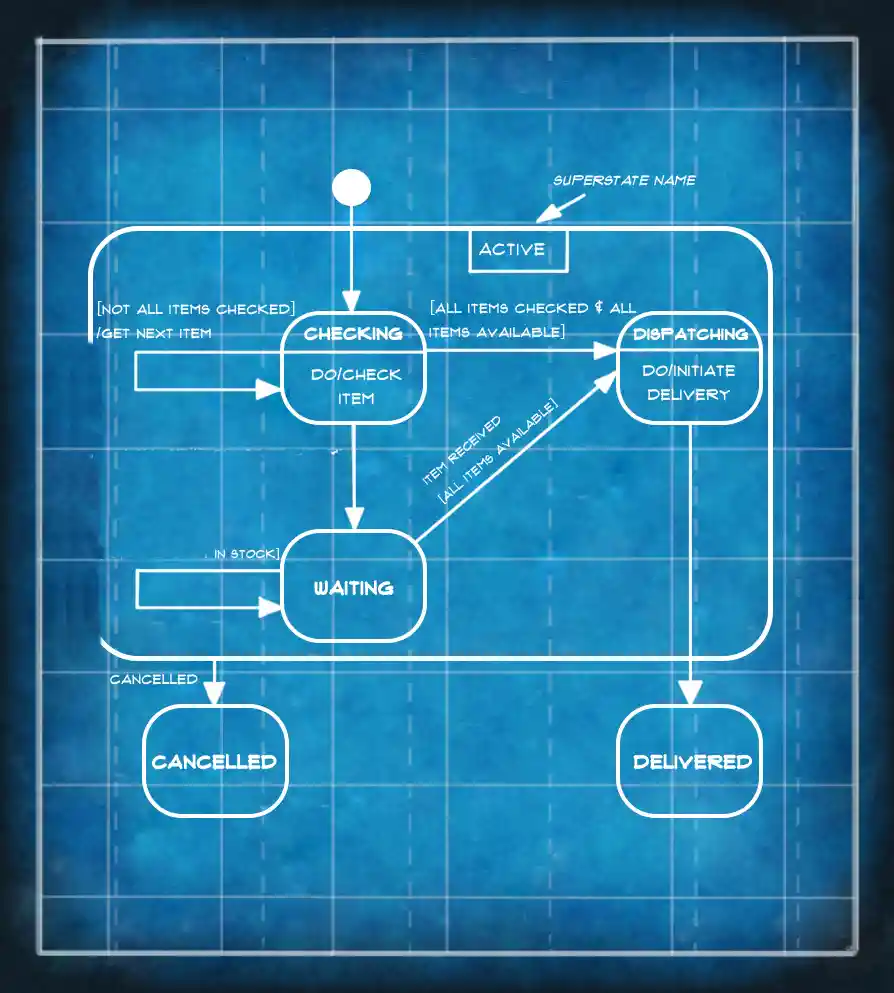 SUPERSTATE NAME
ACTIVE
[NOT ALL ITEMS CHECKED]
/GET NEXT ITEM
CHECKING
DO/CHECK
ITEM
[ALL ITEMS CHECKED & ALL
ITEMS AVAILABLE]
DISPATCHING
DO/INITIATE
DELIVERY
ITEM RECEIVED
[ALL ITEMS AVAILABLE]
IN STOCK]
WAITING
CANCELLED
CANCELLED
DELIVERED